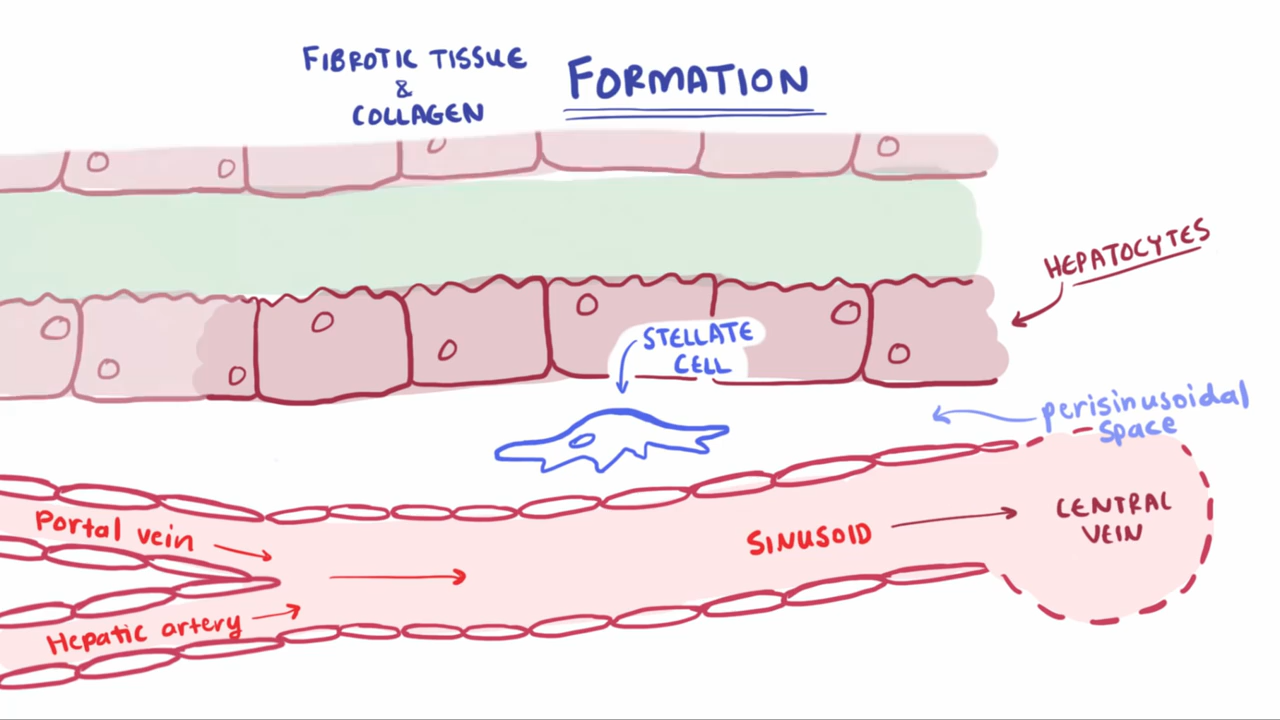 FIBROTIC TISSUE
&
COLLAGEN
FORMATION
HEPATOCYTES
STELLATE
CELL
perisinusoidal
space
Portal vein
SINUSOID
CENTRAL
VEIN
Hepatic artery